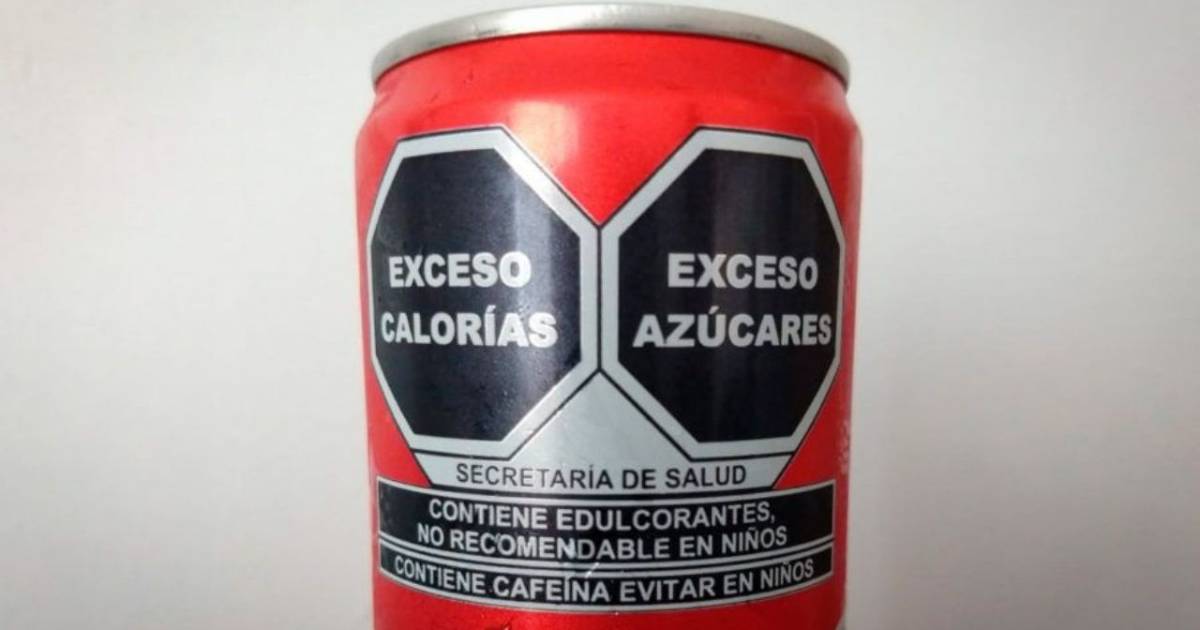 EXCESO
CALORÍAS
EXCESO
AZÚCARES
SECRETARÍA DE SALUD
CONTIENE EDULCORANTES,
NO RECOMENDABLE EN NIÑOS
CONTIENE CAFEÍNA EVITAR EN NIÑOS